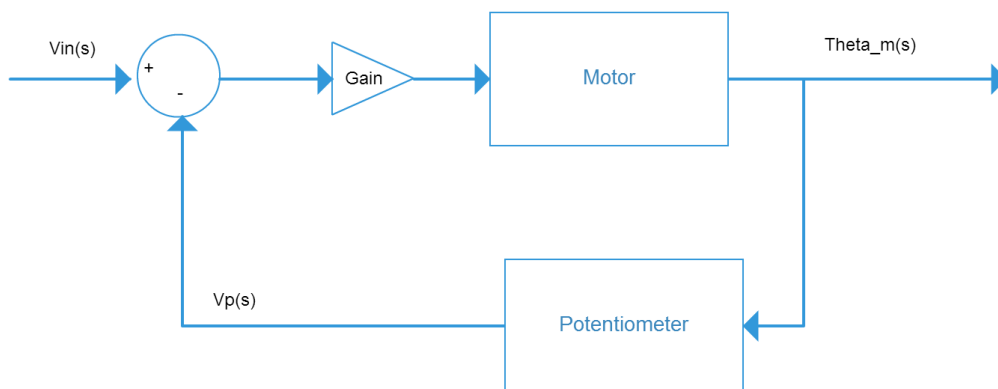 Vin(s)
Theta_m(s)
+
-
Gain
Motor
Vp(s)
Potentiometer